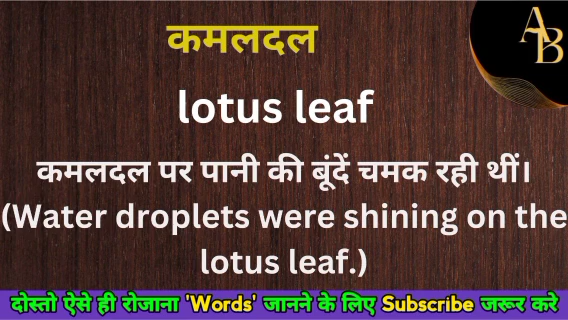 AB
कमलदल
lotus leaf
कमलदल पर पानी की बूंदें चमक रही थीं।
(Water droplets were shining on the
lotus leaf.)
दोस्तो ऐसे ही रोजाना 'Words' जानने के लिए Subscribe जरूर करे